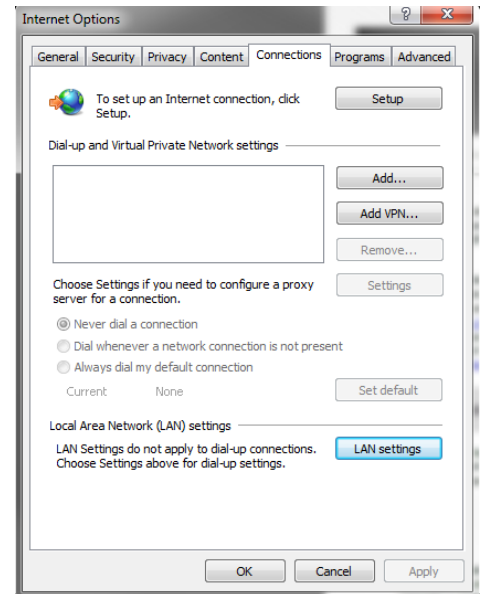 Internet Options
General Security Privacy Content Connections Programs Advanced
To set up an Internet connection, click
Setup.
Setup
Dial-up and Virtual Private Network settings
Add...
Add VPN...
Remove...
Choose Settings if you need to configure a proxy
server for a connection.
Settings
Never dial a connection
Dial whenever a network connection is not present
Always dial my default connection
Current None
Set default
Local Area Network (LAN) settings
LAN Settings do not apply to dial-up connections.
Choose Settings above for dial-up settings.
LAN settings
OK Cancel Apply